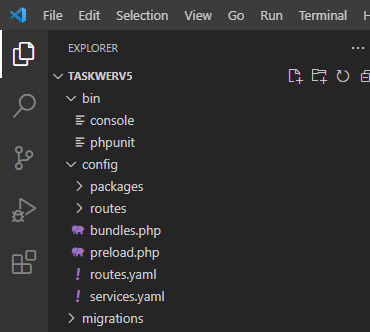 File Edit Selection View Go Run Terminal
EXPLORER
TASKWERV5
bin
console
phpunit
config
packages
routes
bundles.php
preload.php
routes.yaml
services.yaml
migrations